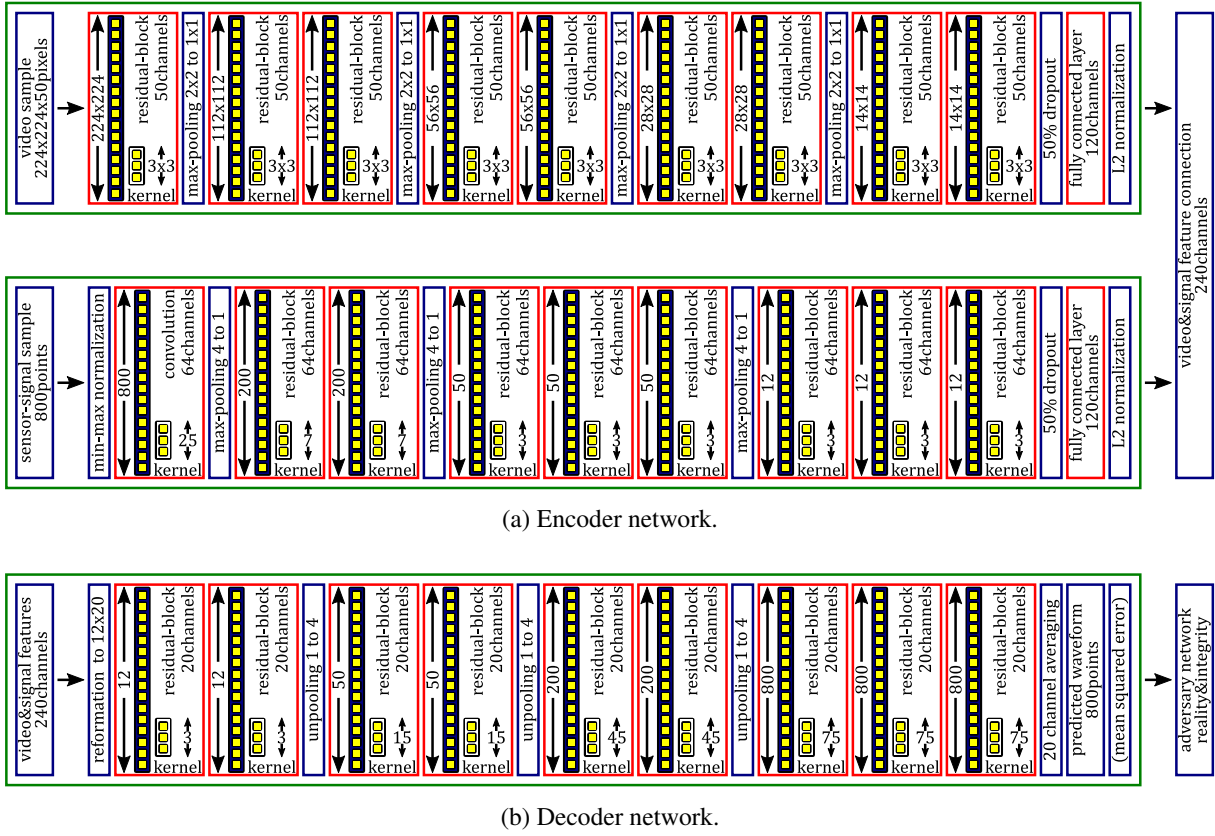 video sample
224x224x50pixels
224x224
residual-block
50channels
3x3
kernel
max-pooling 2x2 to 1x1
112x112
residual-block
50channels
3x3
kernel
112x112
residual-block
50channels
3x3
kernel
max-pooling 2x2 to 1x1
56x56
residual-block
50channels
3x3
kernel
56x56
residual-block
50channels
3x3
kernel
max-pooling 2x2 to 1x1
28x28
residual-block
50channels
3x3
kernel
28x28
residual-block
50channels
3x3
kernel
max-pooling 2x2 to 1x1
14x14
residual-block
50channels
3x3
kernel
14x14
residual-block
50channels
3x3
kernel
50% dropout
fully connected layer
120channels
L2 normalization
video&signal feature connection
240channels
sensor-signal sample
800points
min-max normalization
800
convolution
64channels
25
kernel
max-pooling 4 to 1
200
residual-block
64channels
7
kernel
200
residual-block
64channels
7
kernel
max-pooling 4 to 1
50
residual-block
64channels
3
kernel
50
residual-block
64channels
3
kernel
50
residual-block
64channels
3
kernel
max-pooling 4 to 1
12
residual-block
64channels
3
kernel
12
residual-block
64channels
3
kernel
12
residual-block
64channels
3
kernel
50% dropout
fully connected layer
120channels
L2 normalization
(a) Encoder network.
video&signal features
240channels
reformation to 12x20
12
residual-block
20channels
3
kernel
12
residual-block
20channels
3
kernel
unpooling 1 to 4
50
residual-block
20channels
15
kernel
50
residual-block
20channels
15
kernel
unpooling 1 to 4
200
residual-block
20channels
45
kernel
200
residual-block
20channels
45
kernel
unpooling 1 to 4
800
residual-block
20channels
75
kernel
800
residual-block
20channels
75
kernel
800
residual-block
20channels
75
kernel
20 channel averaging
predicted waveform
800points
(mean squared error)
adversary network
reality&integrity
(b) Decoder network.